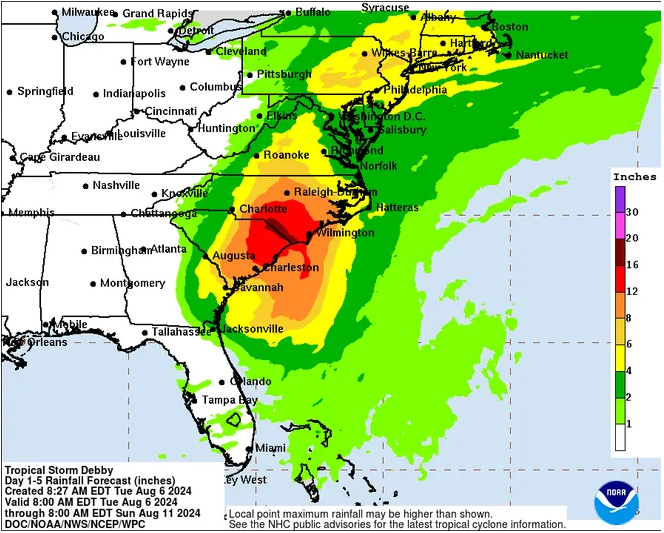 Milwaukee
Grand Rapids
Buffalo
Syracuse
Albany
Boston
Chicago
Detroit
Cleveland
Wilkes-Barre
Hartford
Nantucket
New York
Fort Wayne
Pittsburgh
Springfield
Indianapolis
Columbus
Philadelphia
Cincinnati
Elkins
Washington D.C.
Salisbury
Evansville
Louisville
Huntington
Cape Girardeau
Roanoke
Richmond
Norfolk
Nashville
Knoxville
Raleigh-Durham
Memphis
Chattanooga
Charlotte
Hatteras
Wilmington
Birmingham
Atlanta
Augusta
Charleston
Jackson
Montgomery
Savannah
Mobile
Tallahassee
Jacksonville
Orleans
Orlando
Tampa Bay
Miami
ey West
Inches
30
20
16
12
8
6
4
2
1
NOAA
Tropical Storm Debby
Day 1-5 Rainfall Forecast (inches)
Created 8:27 AM EDT Tue Aug 6 2024
Valid 8:00 AM EDT Tue Aug 6 2024
through 8:00 AM EDT Sun Aug 11 2024
DOC/NOAA/NWS/NCEP/WPC
Local point maximum rainfall may be higher than shown.
See the NHC public advisories for the latest tropical cyclone information.